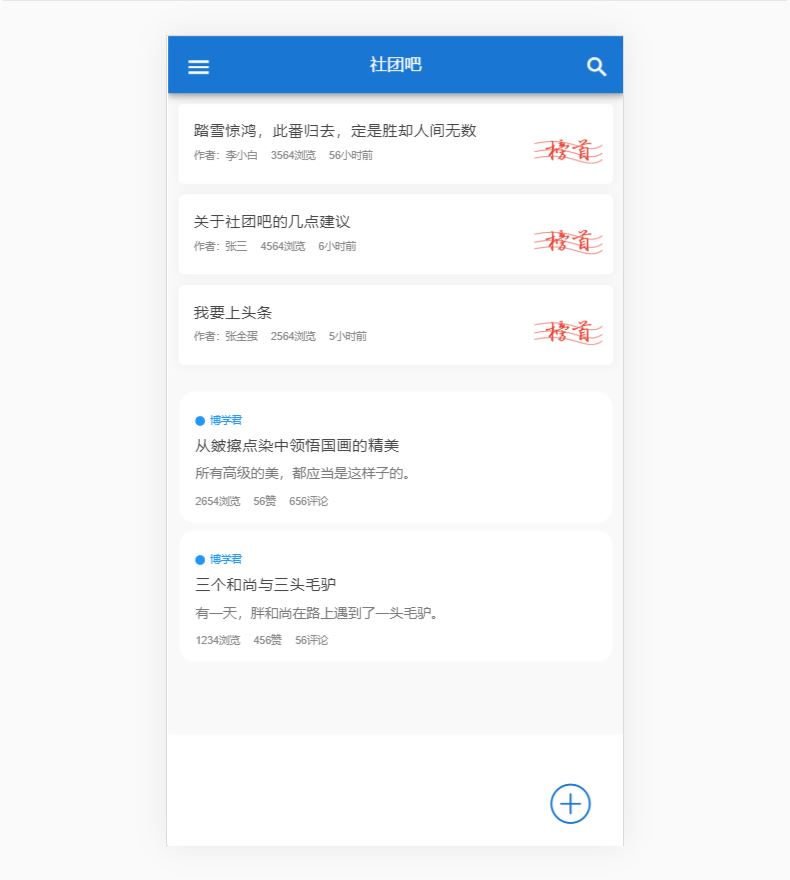 社团吧
踏雪惊鸿，此番归去，定是胜却人间无数
作者：李小白 3564浏览 56小时前
榜首
关于社团吧的几点建议
作者：张三 4564浏览 6小时前
榜首
我要上头条
作者：张全蛋 2564浏览 5小时前
榜首
博学君
从皴擦点染中领悟国画的精美
所有高级的美，都应当是这样子的。
2654浏览 56赞 656评论
博学君
三个和尚与三头毛驴
有一天，胖和尚在路上遇到了一头毛驴。
1234浏览 456赞 56评论